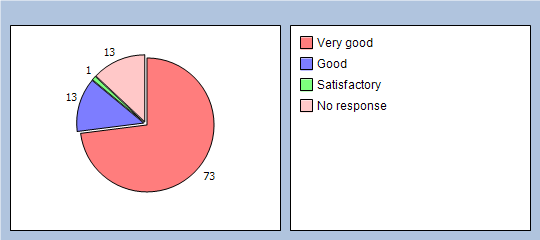 13
1
13
73
Very good
Good
Satisfactory
No response